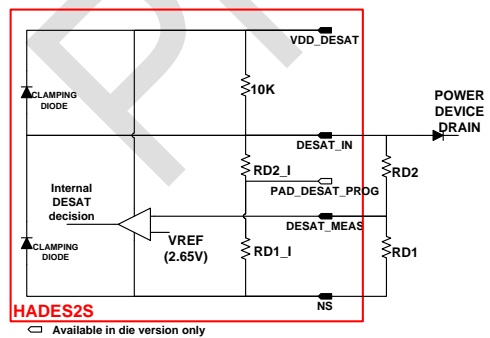 VDD_DESAT
CLAMPING
DIODE
10K
POWER
DEVICE
DRAIN
DESAT_IN
RD2_I
RD2
PAD_DESAT_PROG
Internal
DESAT
decision
DESAT_MEAS
VREF
(2.65V)
RD1_I
RD1
CLAMPING
DIODE
NS
HADES2S
Available in die version only